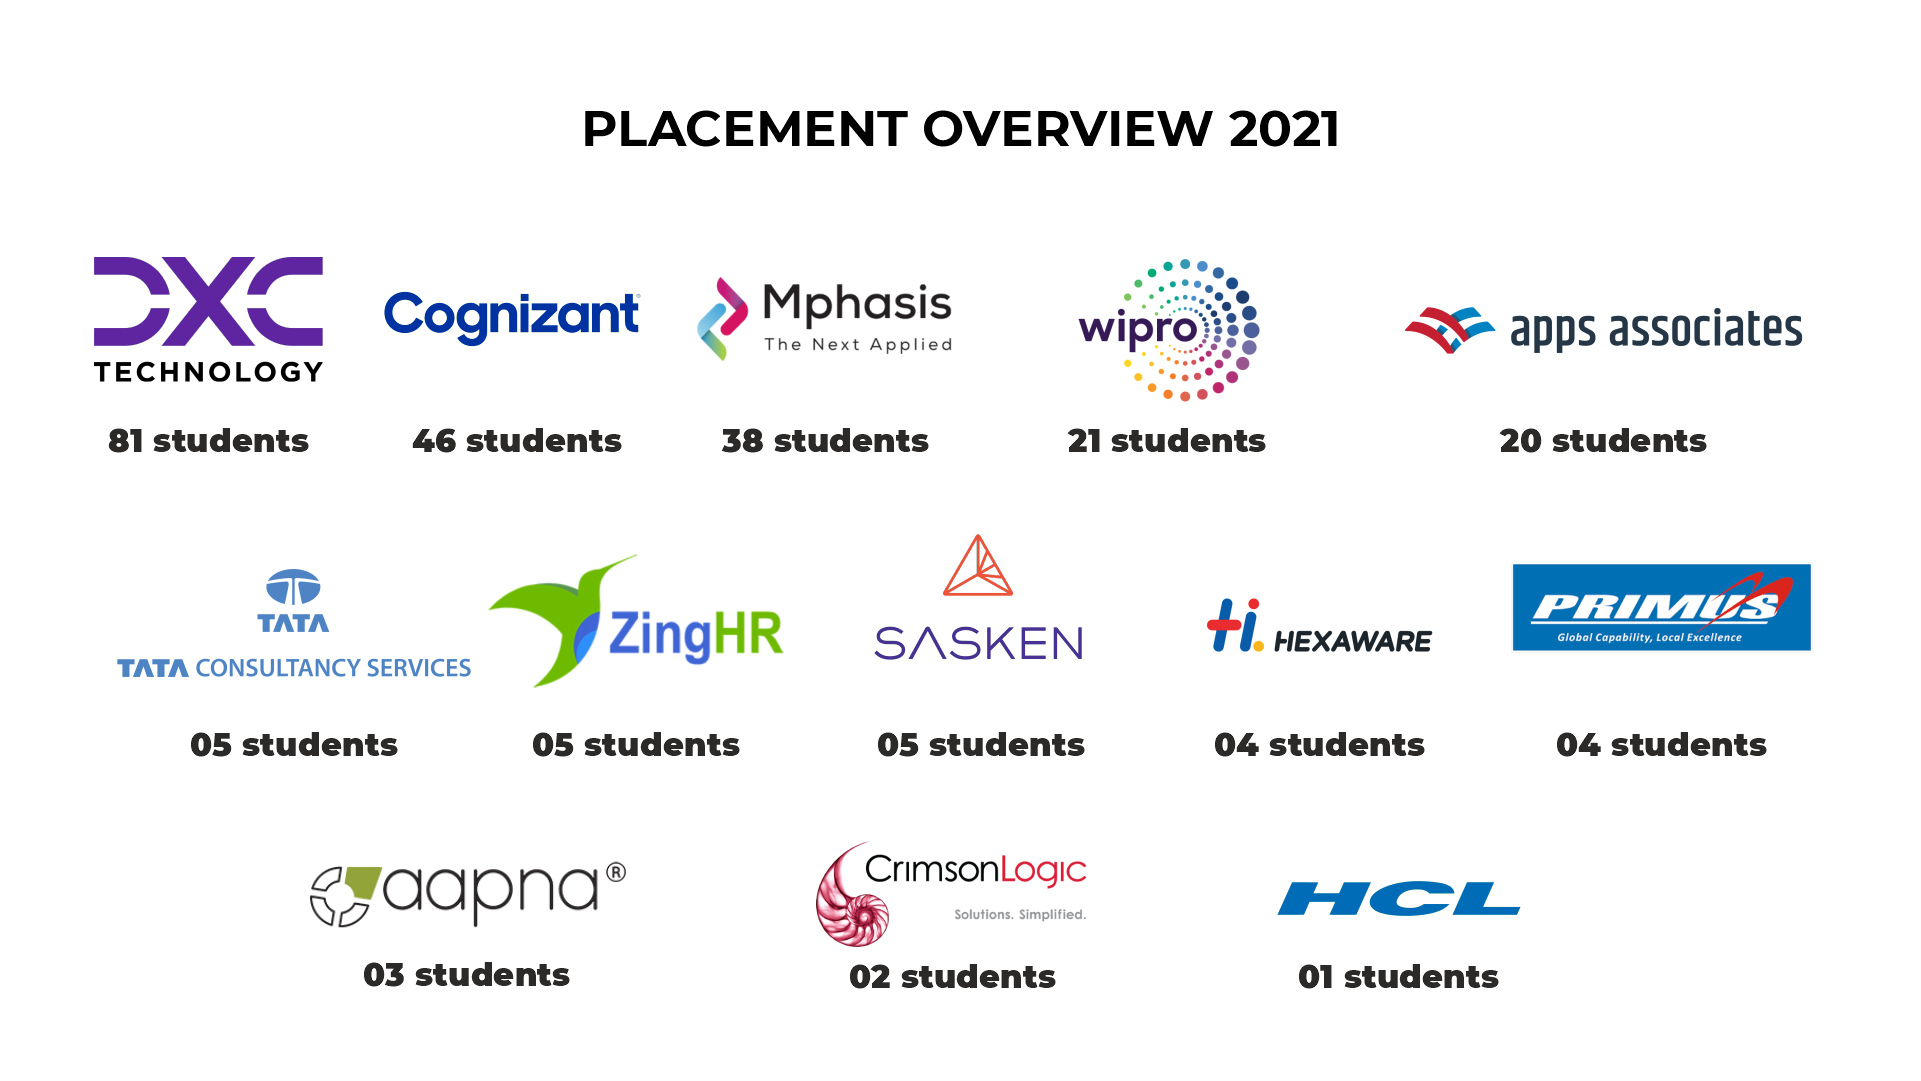 PLACEMENT OVERVIEW 2021
DXC
TECHNOLOGY
Cognizant
Mphasis
The Next Applied
wipro
apps associates
81 students
46 students
38 students
21 students
20 students
TATA
TATA CONSULTANCY SERVICES
ZingHR
SASKEN
Hi. HEXAWARE
PRIMUS
Global Capability, Local Excellence
05 students
05 students
05 students
04 students
04 students
aapna®
CrimsonLogic
Solutions. Simplified.
HCL
03 students
02 students
01 students